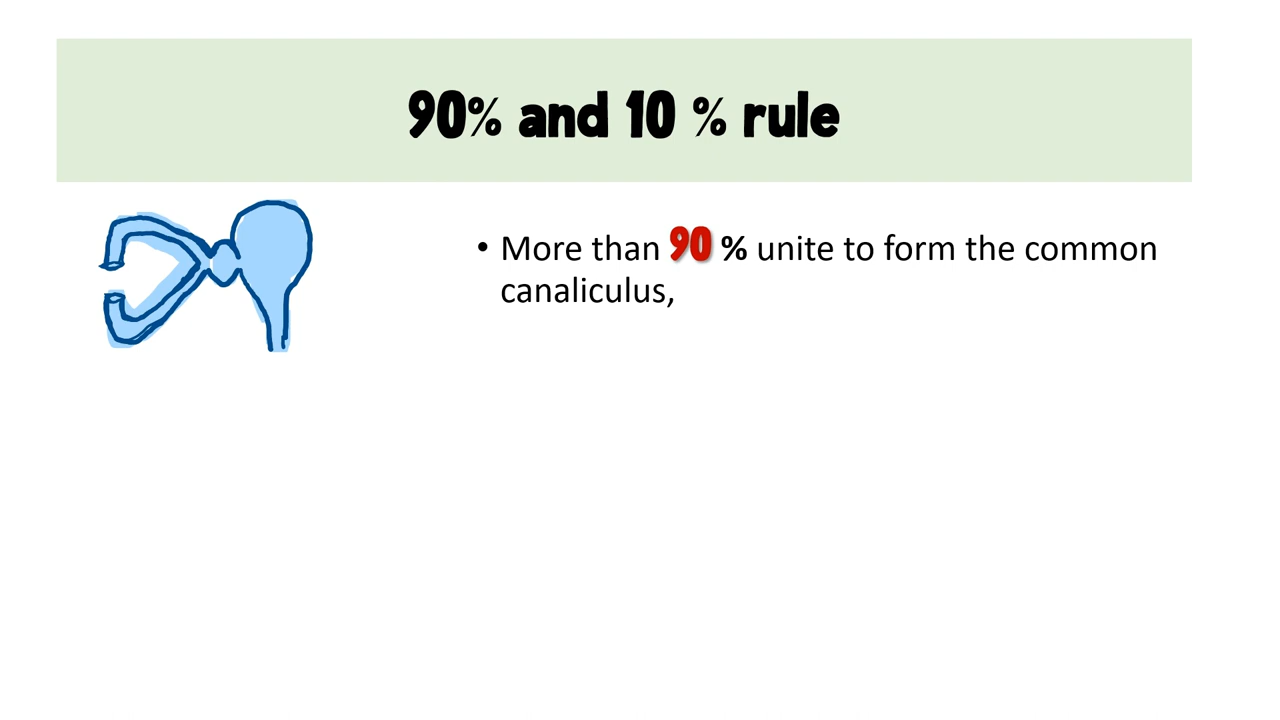 90% and 10 % rule
• More than 90 % unite to form the common
canaliculus,